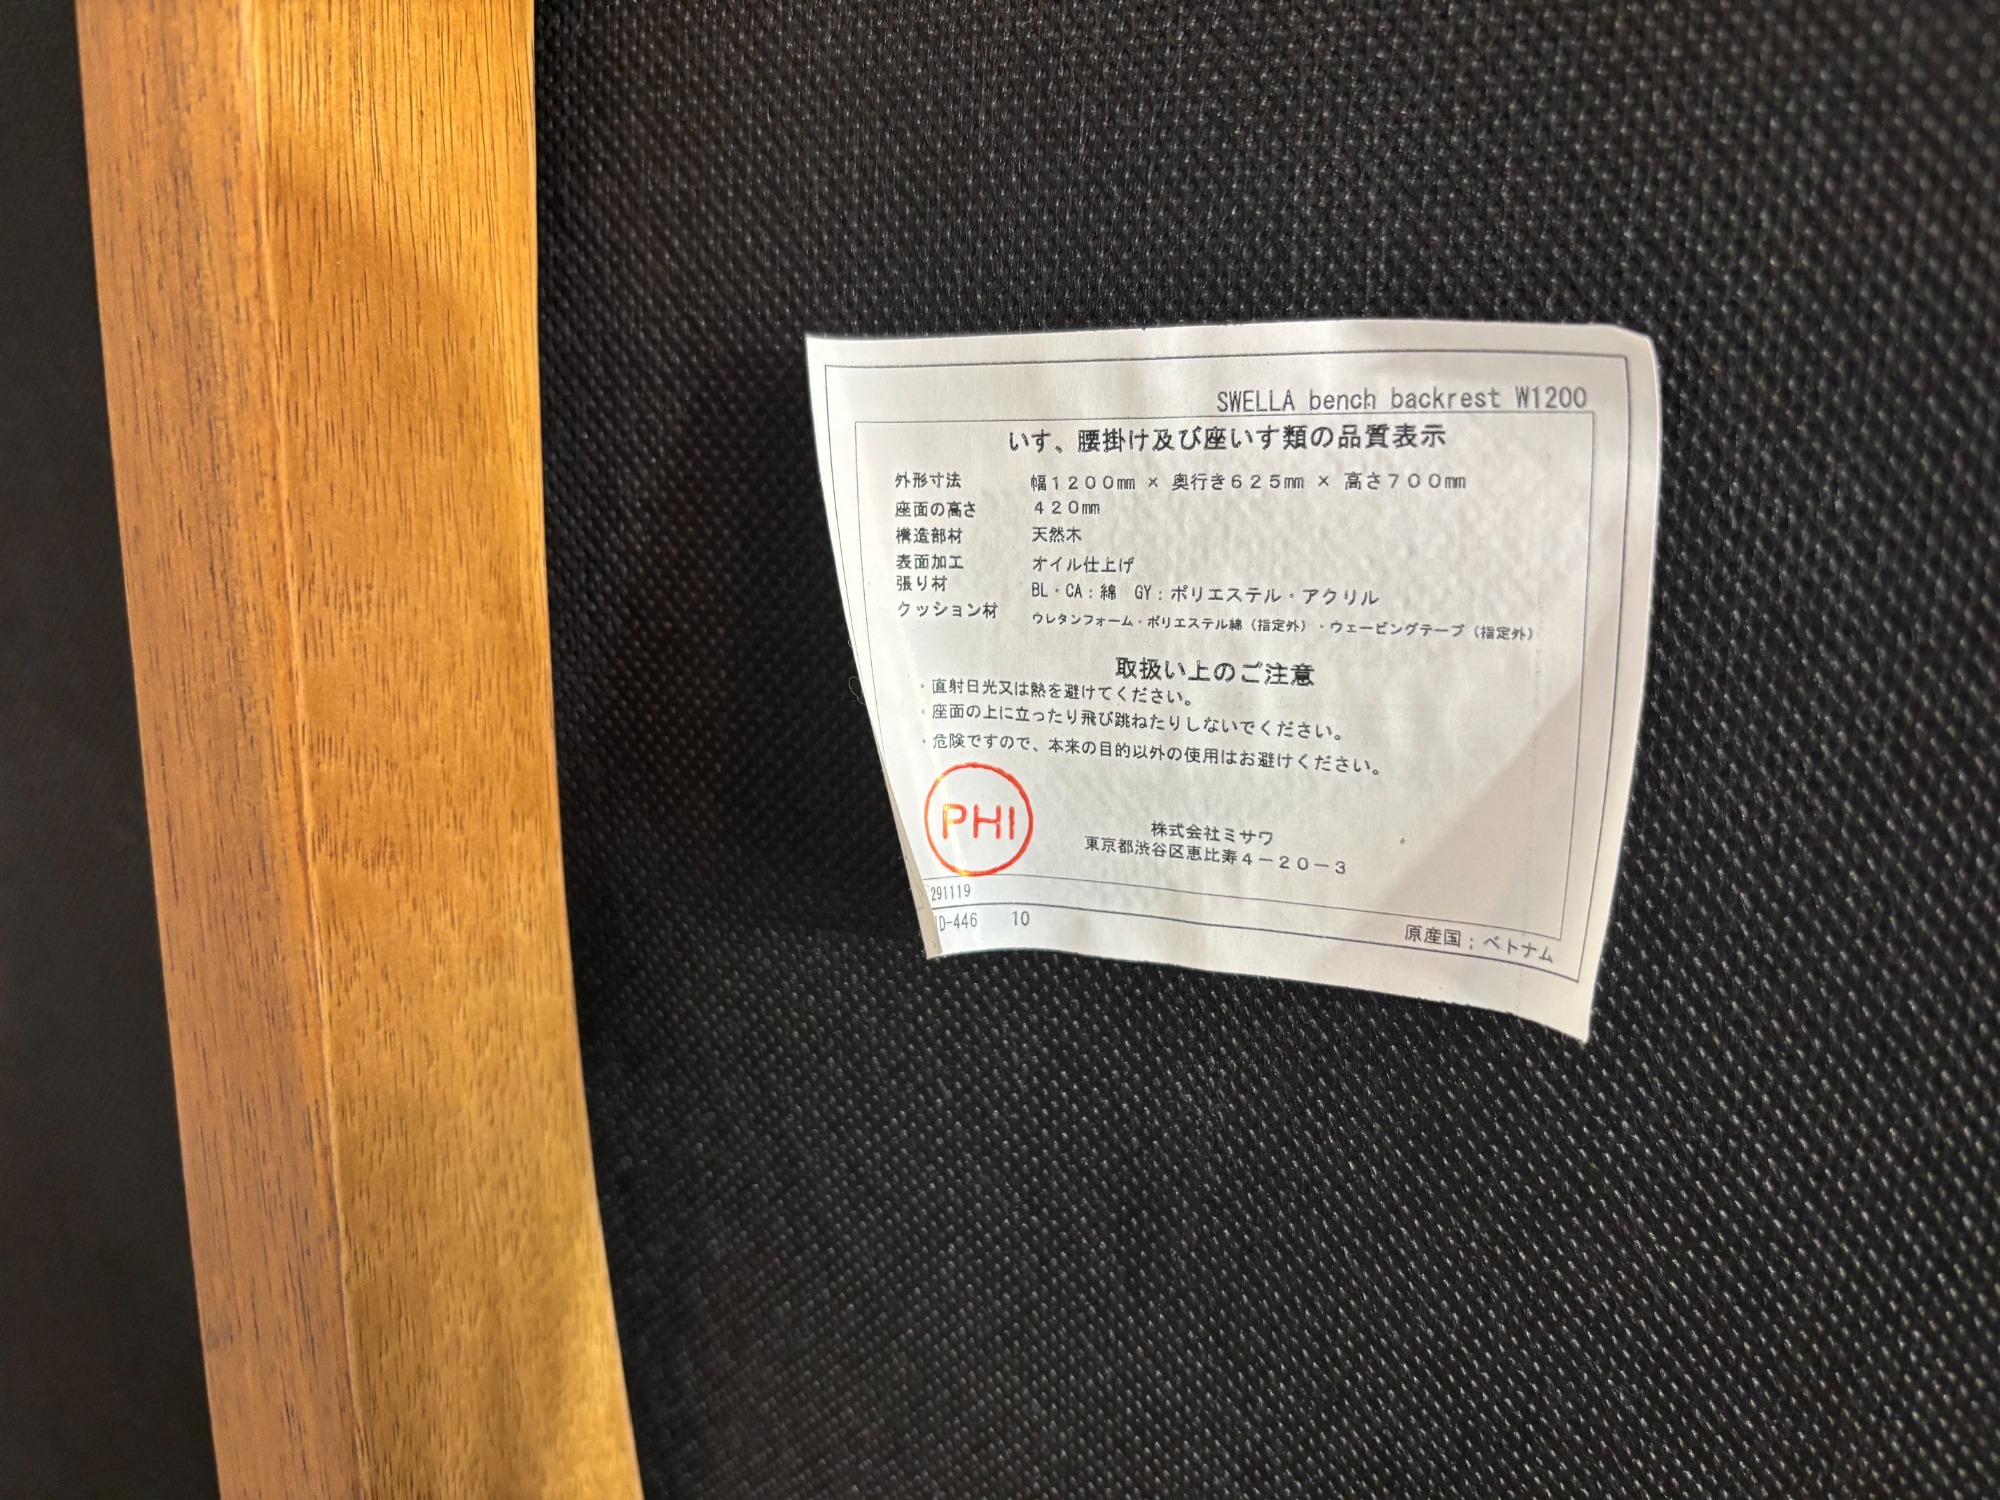 SWELLA bench backrest W1200
いす、腰掛け及び座いす類の品質表示
外形寸法 幅1200mm × 奥行き625mm × 高さ700mm
座面の高さ 420mm
構造部材 天然木
表面加工 オイル仕上げ
張り材 BL・CA:綿 GY:ポリエステル・アクリル
クッション材 ウレタンフォーム・ポリエステル綿(指定外)・ウェービングテープ(指定外)
取扱い上のご注意
・直射日光又は熱を避けてください。
・座面の上に立ったり飛び跳ねたりしないでください。
・危険ですので、本来の目的以外の使用はお避けください。
PHI
株式会社ミサワ
東京都渋谷区恵比寿4-20-3
291119
D-446 10
原産国:ベトナム